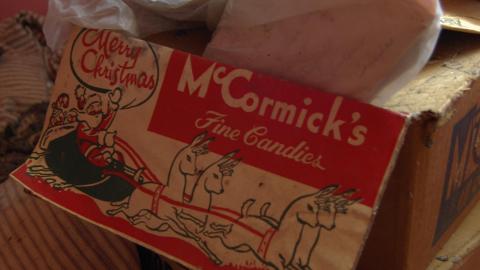 Merry
Christmas
McCormick's
Fine Candies